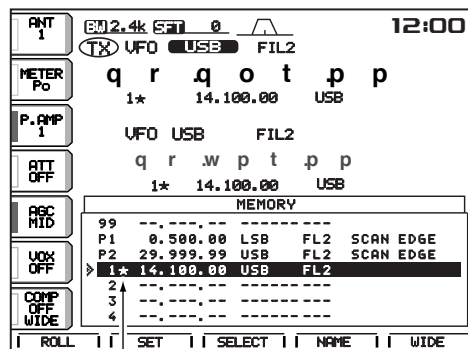 ANT 1
BW 2.4k SFT 0 12:00
TX VFO USB FIL2
METER Po
q r .q o t .p p
1★ 14.100.00 USB
P.AMP 1
VFO USB FIL2
ATT OFF
q r .w p t .p p
1★ 14.100.00 USB
AGC MID
MEMORY
99 --.---.-- ----------
P1 0.500.00 LSB FL2 SCAN EDGE
P2 29.999.99 USB FL2 SCAN EDGE
VOX OFF
1★ 14.100.00 USB FL2
2 --.---.-- ----------
COMP OFF WIDE
3 --.---.-- ----------
4 --.---.-- ----------
ROLL SET SELECT NAME WIDE